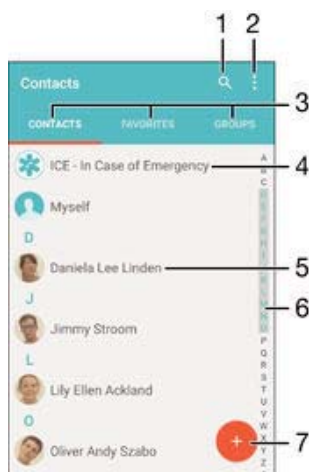 1 2
Contacts
3
CONTACTS FAVORITES GROUPS
ICE - In Case of Emergency
4
Myself
D
Daniela Lee Linden
5
J
Jimmy Stroom
6
L
Lily Ellen Ackland
O
Oliver Andy Szabo
+
7
A
B
C
P
Q
R
S
T
U
V
W
X
Y
Z